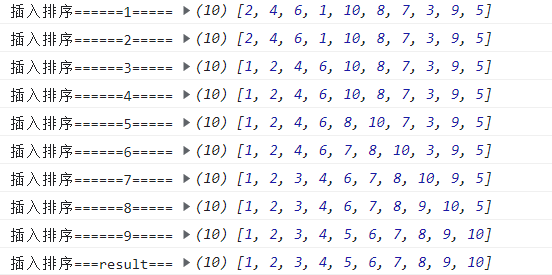 插入排序======1===== ▶(10) [2, 4, 6, 1, 10, 8, 7, 3, 9, 5]
插入排序======2===== ▶(10) [2, 4, 6, 1, 10, 8, 7, 3, 9, 5]
插入排序======3===== ▶(10) [1, 2, 4, 6, 10, 8, 7, 3, 9, 5]
插入排序======4===== ▶(10) [1, 2, 4, 6, 10, 8, 7, 3, 9, 5]
插入排序======5===== ▶(10) [1, 2, 4, 6, 8, 10, 7, 3, 9, 5]
插入排序======6===== ▶(10) [1, 2, 4, 6, 7, 8, 10, 3, 9, 5]
插入排序======7===== ▶(10) [1, 2, 3, 4, 6, 7, 8, 10, 9, 5]
插入排序======8===== ▶(10) [1, 2, 3, 4, 6, 7, 8, 9, 10, 5]
插入排序======9===== ▶(10) [1, 2, 3, 4, 5, 6, 7, 8, 9, 10]
插入排序===result=== ▶(10) [1, 2, 3, 4, 5, 6, 7, 8, 9, 10]